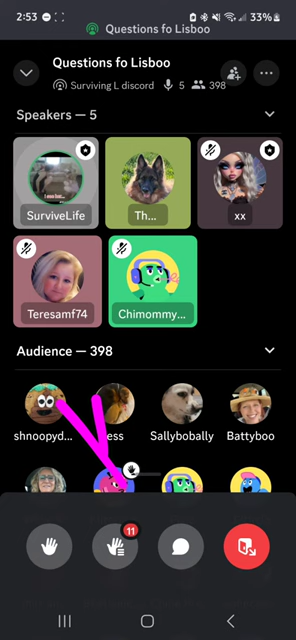 2:53
33%
Questions fo Lisboo
Questions fo Lisboo
Surviving L discord 5 398
Speakers — 5
SurviveLife
Th...
xx
Teresamf74
Chimommy...
Audience — 398
shnoopyd...
ess
Sallybobally
Battyboo
11